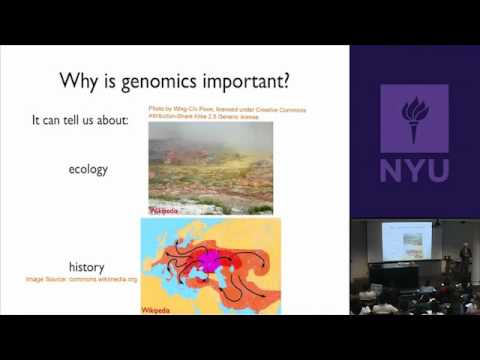 Why is genomics important?
Photo by Wing-Chi Poon, licensed under Creative Commons
Attribution-Share Alike 2.5 Generic license
It can tell us about:
ecology
Wikipedia
history
Image Source: commons.wikimedia.org
Wikipedia
NYU